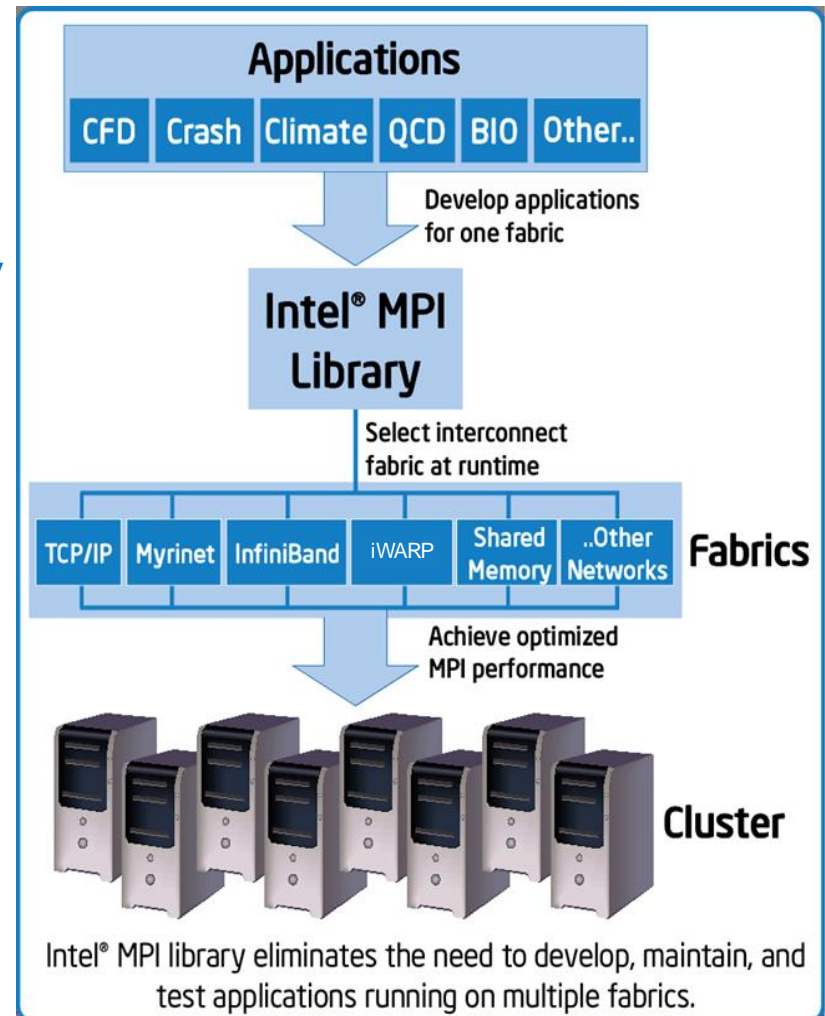 Applications
CFD Crash Climate QCD BIO Other..
Develop applications
for one fabric
Intel® MPI
Library
Select interconnect
fabric at runtime
TCP/IP Myrinet InfiniBand iWARP Shared Memory ..Other Networks
Fabrics
Achieve optimized
MPI performance
Cluster
Intel® MPI library eliminates the need to develop, maintain, and
test applications running on multiple fabrics.